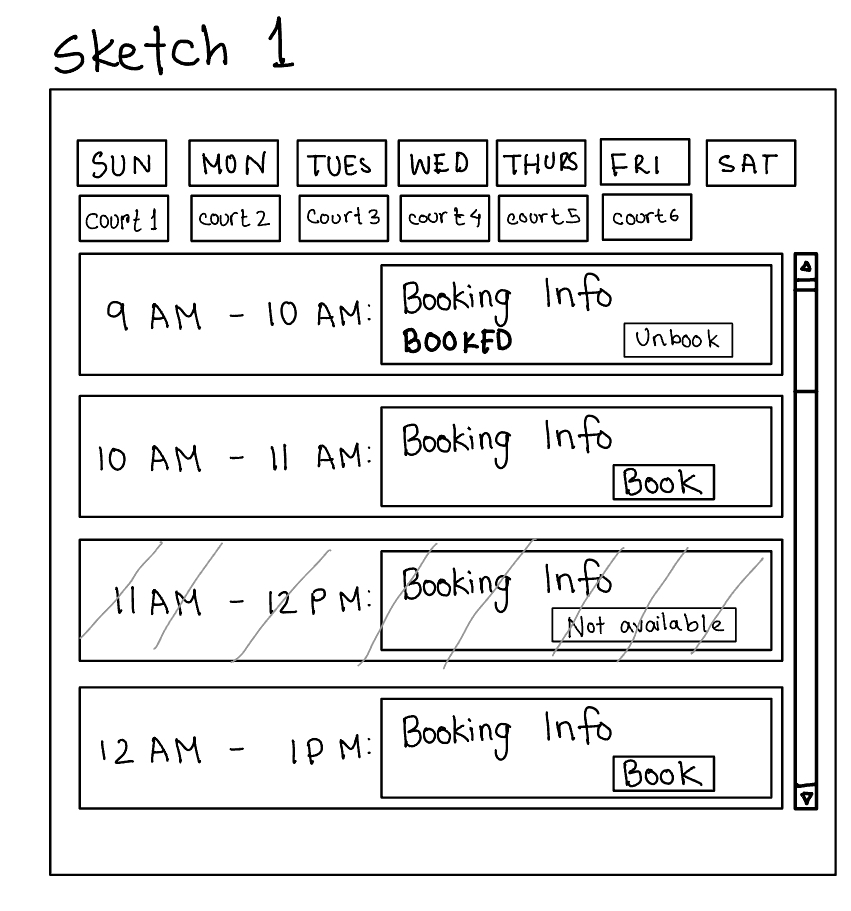 Sketch 1
SUN MON TUES WED THURS FRI SAT
Court 1 Court 2 Court 3 Court 4 Court 5 Court 6
9 AM - 10 AM: Booking Info
BOOKED Unbook
10 AM - 11 AM: Booking Info
Book
11 AM - 12 PM: Booking Info
Not available
12 AM - 1 PM: Booking Info
Book